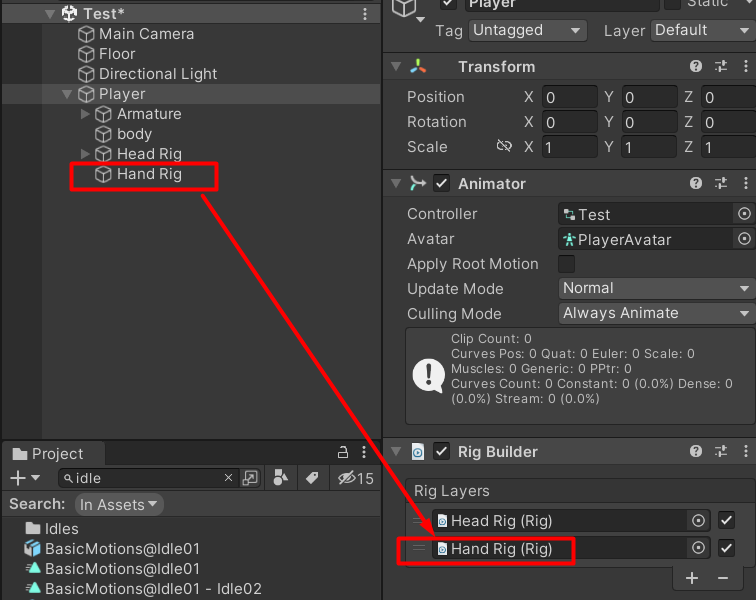 Test*
Main Camera
Floor
Directional Light
Player
Armature
body
Head Rig
Hand Rig
Project
idle
15
Search: In Assets
Idles
BasicMotions@Idle01
BasicMotions@Idle01
BasicMotions@Idle01 - Idle02
Player Static
Tag Untagged Layer Default
Transform
Position X 0 Y 0 Z 0
Rotation X 0 Y 0 Z 0
Scale X 1 Y 1 Z 1
Animator
Controller Test
Avatar PlayerAvatar
Apply Root Motion
Update Mode Normal
Culling Mode Always Animate
Clip Count: 0
Curves Pos: 0 Quat: 0 Euler: 0 Scale: 0
Muscles: 0 Generic: 0 PPtr: 0
Curves Count: 0 Constant: 0 (0.0%) Dense: 0
(0.0%) Stream: 0 (0.0%)
Rig Builder
Rig Layers
Head Rig (Rig)
Hand Rig (Rig)